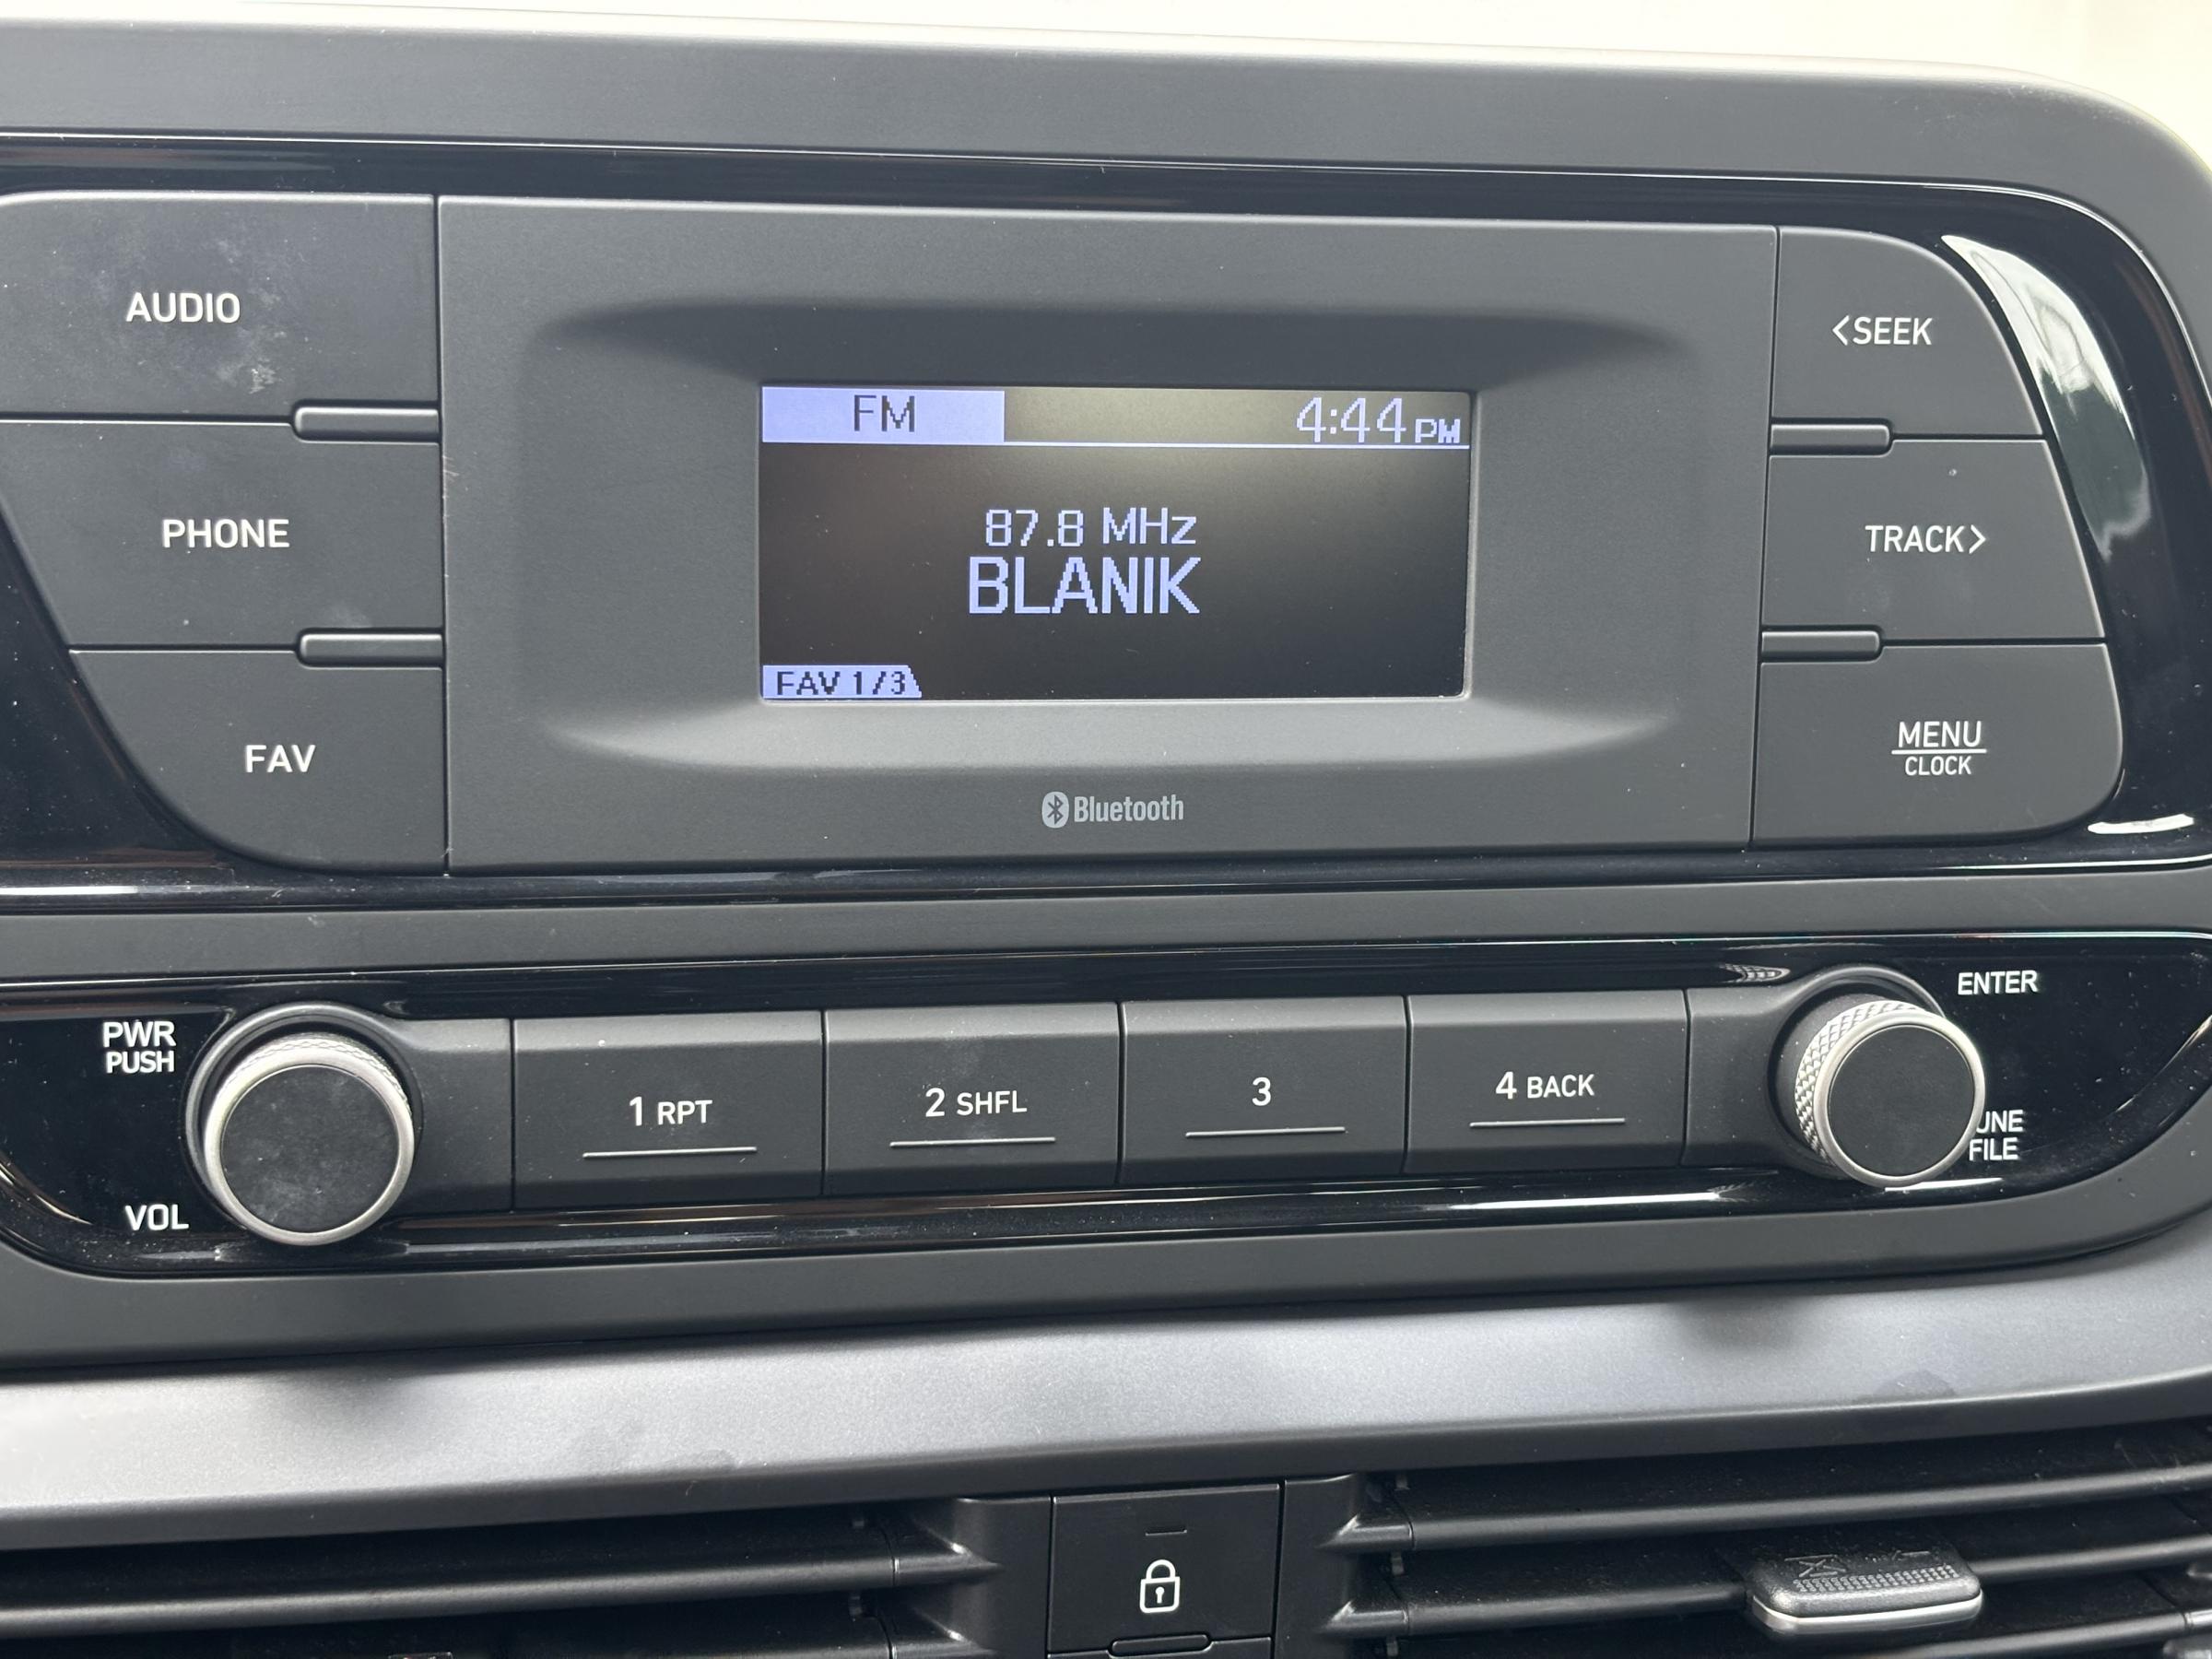 AUDIO
PHONE
FAV
FM 4:44 PM
87.8 MHz
BLANIK
FAV 1/3
Bluetooth
<SEEK
TRACK>
MENU
CLOCK
PWR
PUSH
VOL
1 RPT
2 SHFL
3
4 BACK
ENTER
UNE
FILE